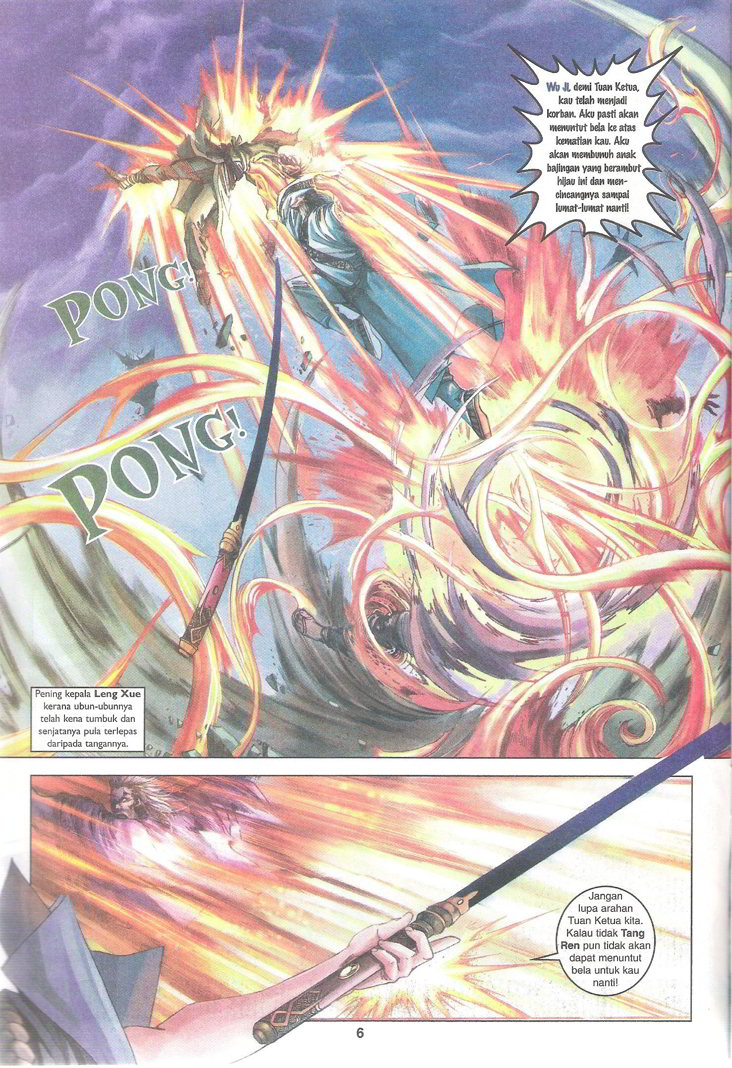 Wu Ji, demi Tuan Ketua,
kau telah menjadi
korban. Aku pasti akan
menuntut bela ke atas
kematian kau. Aku
akan membunuh anak
bajingan yang berambut
hijau ini dan men-
cincangnya sampai
lumat-lumat nanti!
PONG!
PONG!
Pening kepala Leng Xue
kerana ubun-ubunnya
telah kena tumbuk dan
senjatanya pula terlepas
daripada tangannya.
Jangan
lupa arahan
Tuan Ketua kita.
Kalau tidak Tang
Ren pun tidak akan
dapat menuntut
bela untuk kau
nanti!
6